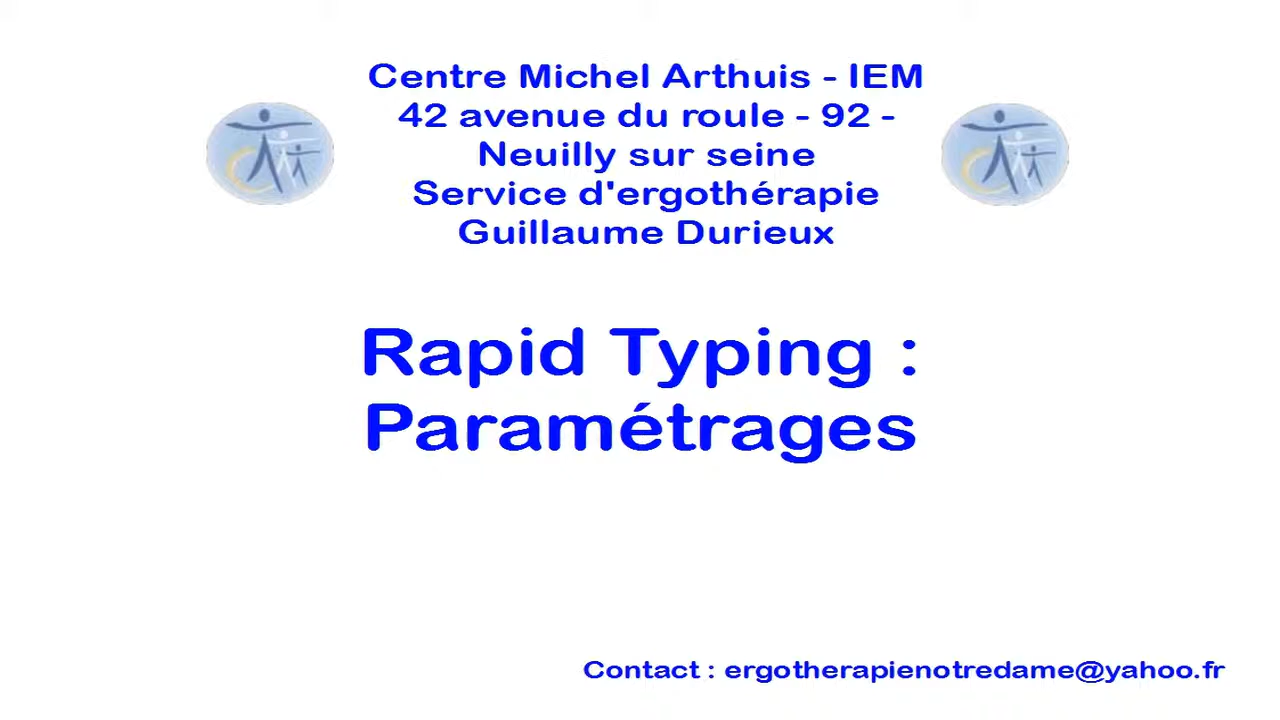 Centre Michel Arthuis - IEM
42 avenue du roule - 92 -
Neuilly sur seine
Service d'ergothérapie
Guillaume Durieux
Rapid Typing :
Paramétrages
Contact : ergotherapienotredame@yahoo.fr